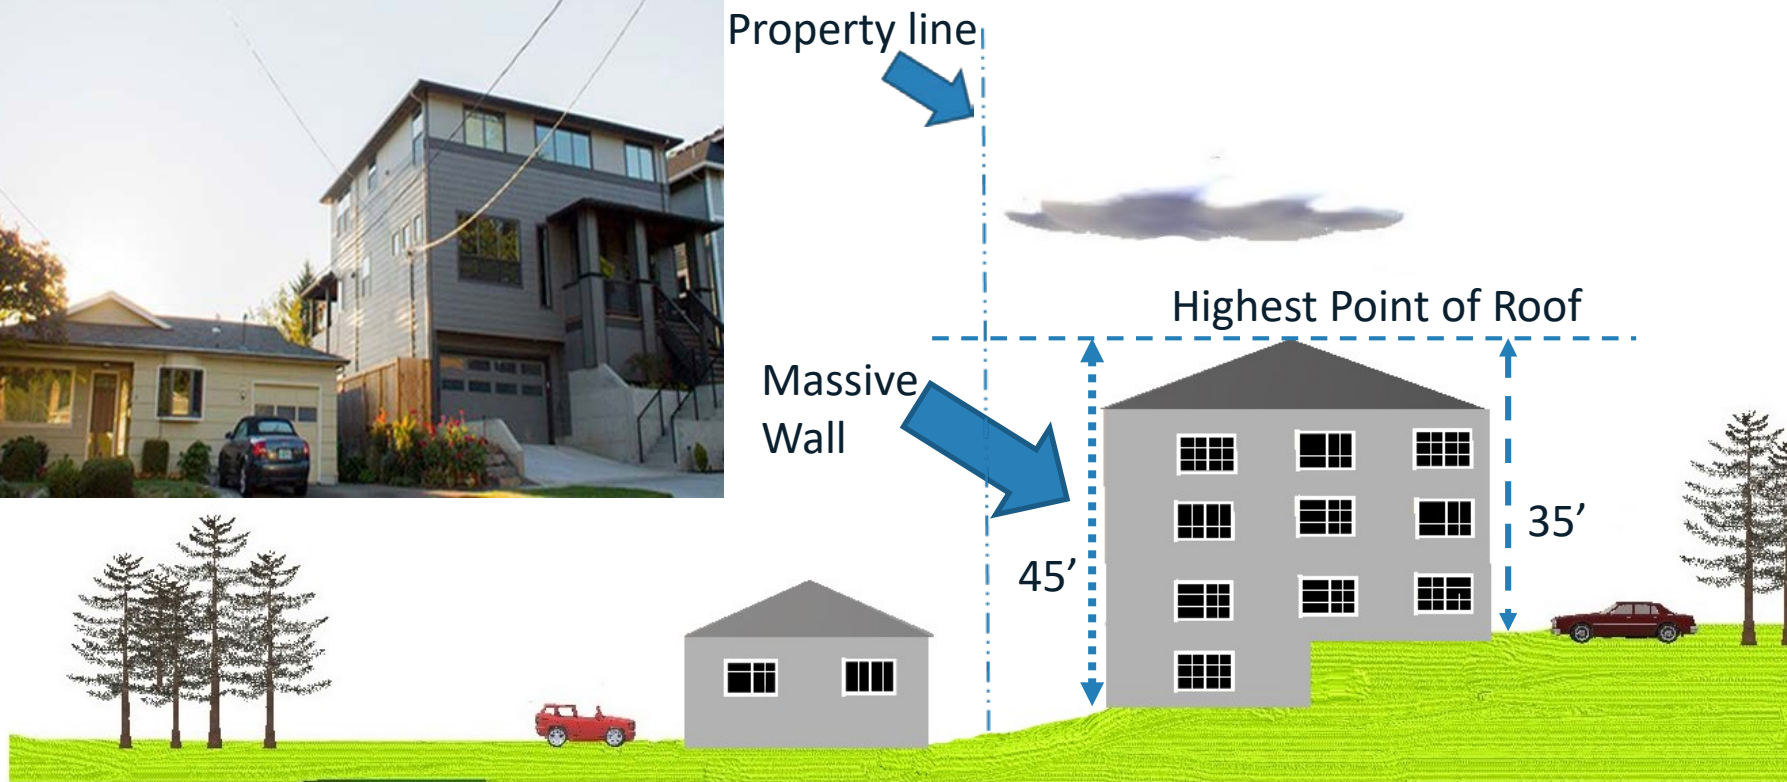 Property line
Highest Point of Roof
Massive
Wall
35’
45’